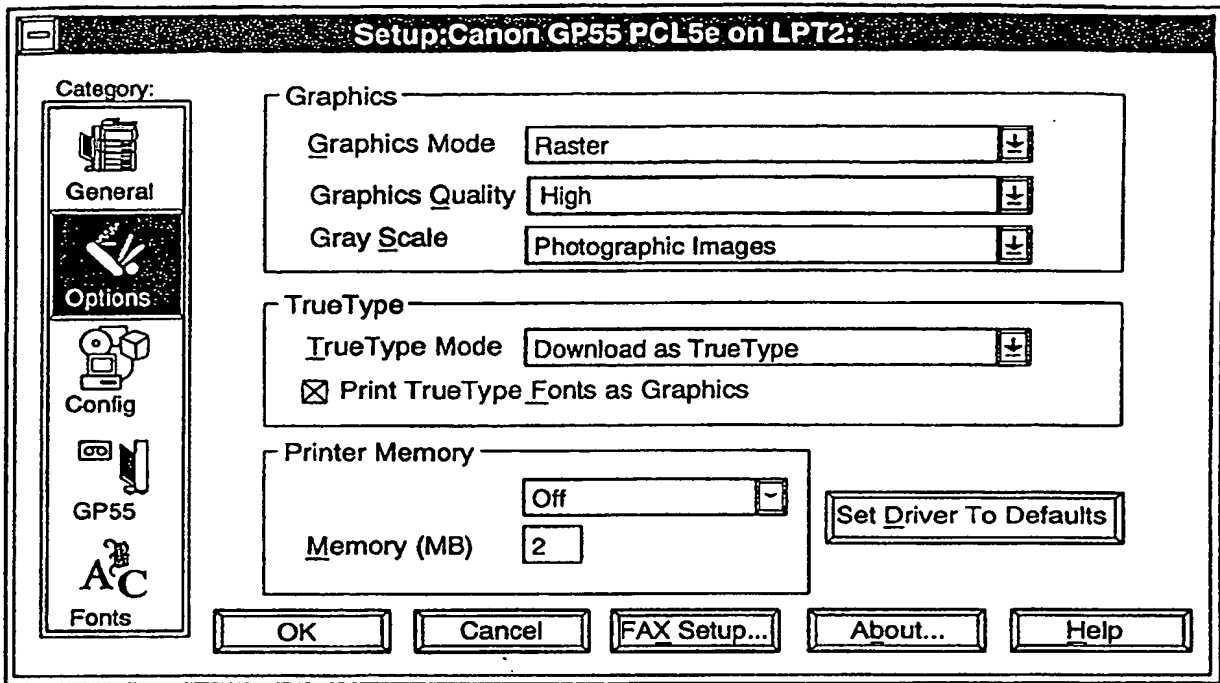 Setup:Canon GP55 PCL5e on LPT2:
Category:
General
Options
Config
GP55
Fonts
Graphics
Graphics Mode Raster
Graphics Quality High
Gray Scale Photographic Images
TrueType
TrueType Mode Download as TrueType
Print TrueType Fonts as Graphics
Printer Memory
Off
Memory (MB) 2
Set Driver To Defaults
OK Cancel FAX Setup... About... Help